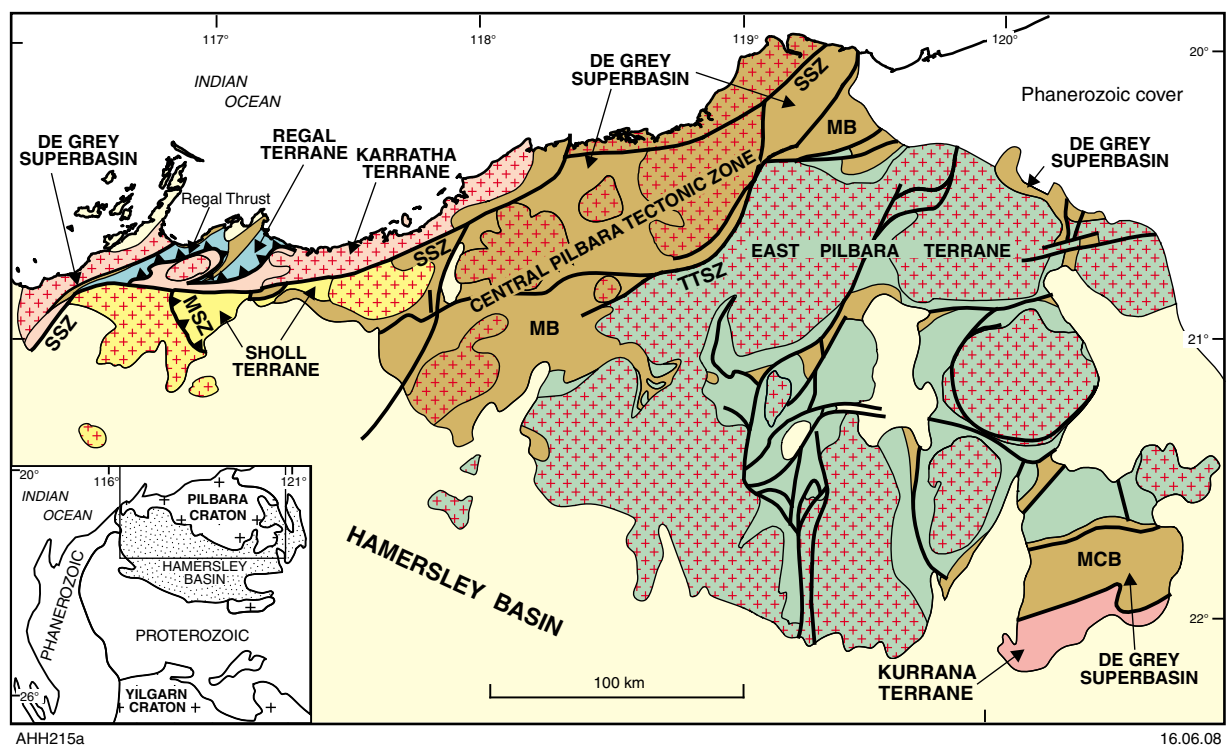 117°
118°
119°
120°
20°
INDIAN
OCEAN
DE GREY
SUPERBASIN
SSZ
Phanerozoic cover
MB
DE GREY
SUPERBASIN
REGAL
TERRANE
KARRATHA
TERRANE
DE GREY
SUPERBASIN
Regal Thrust
SSZ
CENTRAL PILBARA TECTONIC ZONE
EAST PILBARA TERRANE
TTSZ
MSZ
SSZ
MB
21°
SHOLL
TERRANE
HAMERSLEY BASIN
MCB
22°
KURRANA
TERRANE
DE GREY
SUPERBASIN
100 km
20°
116°
121°
INDIAN
OCEAN
PILBARA
CRATON
HAMERSLEY
BASIN
PHANEROZOIC
PROTEROZOIC
YILGARN
CRATON
26°
AHH215a
16.06.08